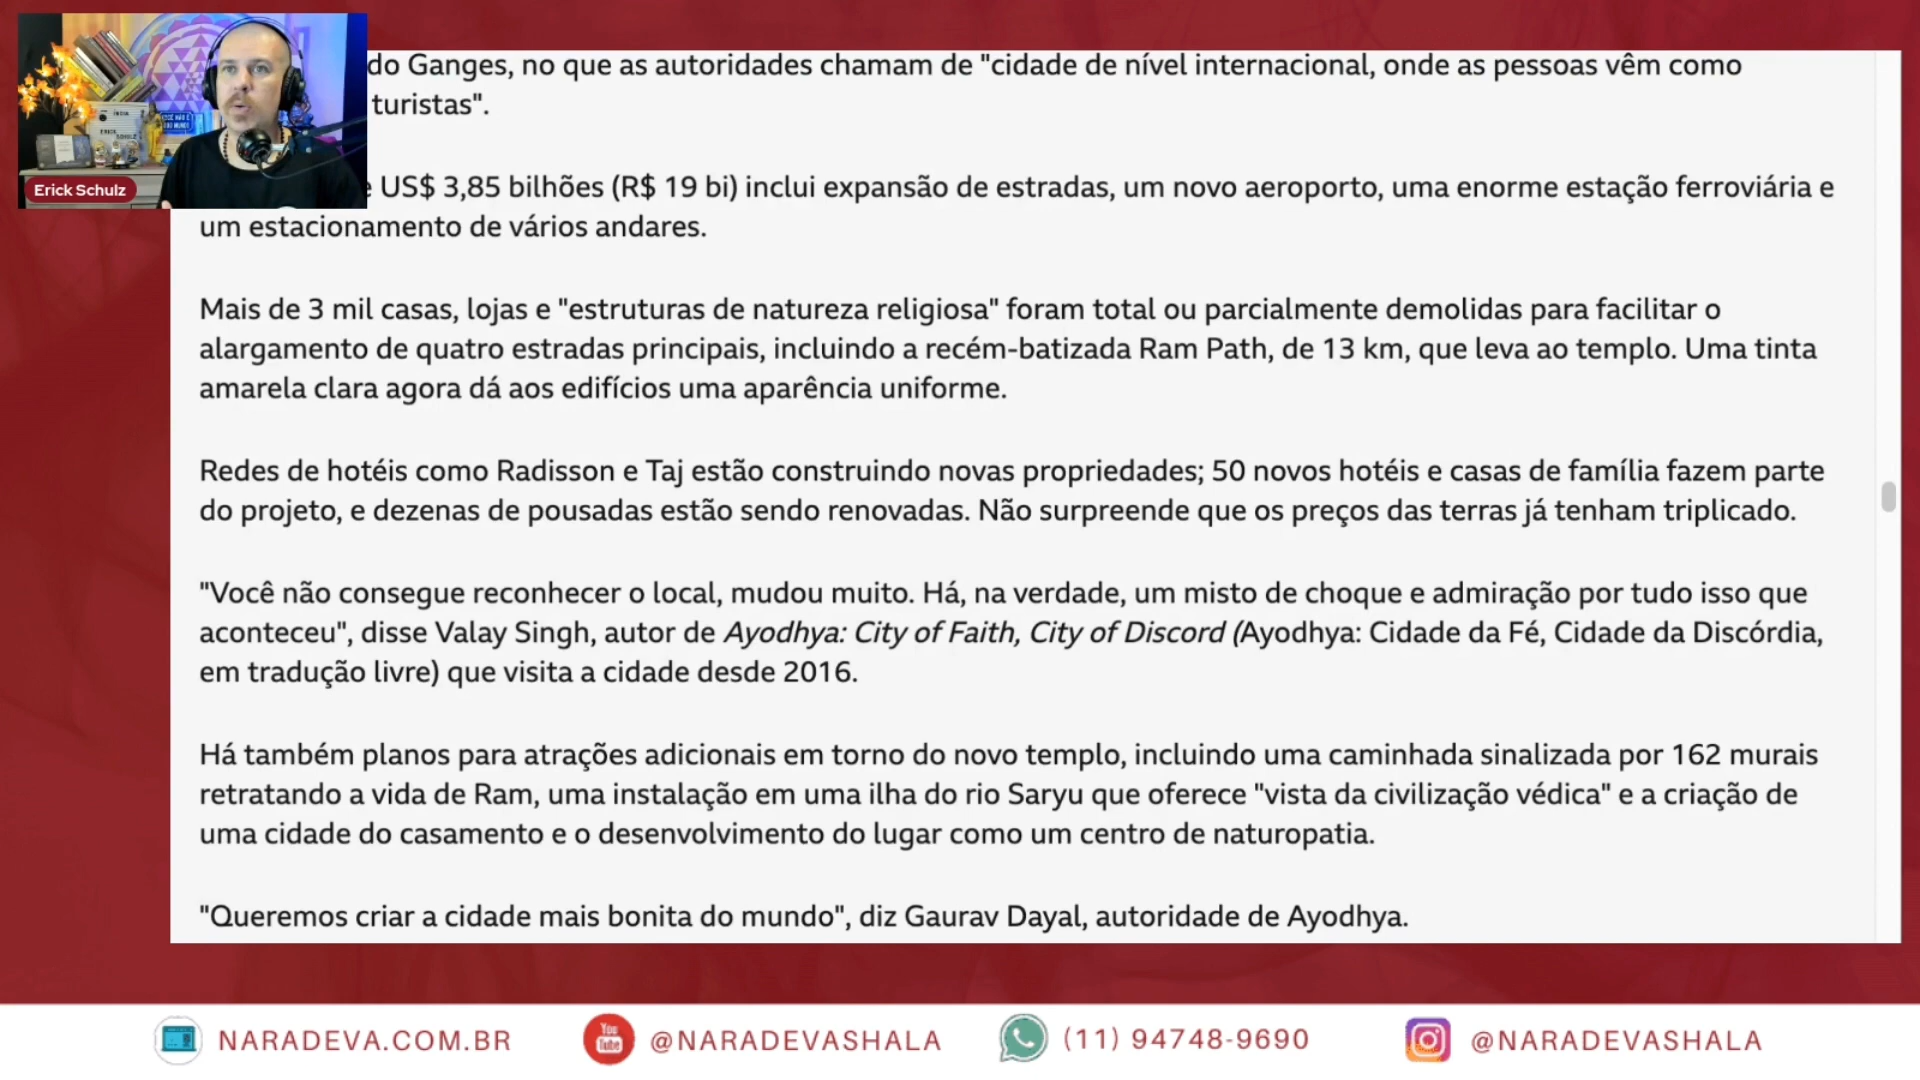 do Ganges, no que as autoridades chamam de "cidade de nível internacional, onde as pessoas vêm como
turistas".
US$ 3,85 bilhões (R$ 19 bi) inclui expansão de estradas, um novo aeroporto, uma enorme estação ferroviária e
um estacionamento de vários andares.
Mais de 3 mil casas, lojas e "estruturas de natureza religiosa" foram total ou parcialmente demolidas para facilitar o
alargamento de quatro estradas principais, incluindo a recém-batizada Ram Path, de 13 km, que leva ao templo. Uma tinta
amarela clara agora dá aos edifícios uma aparência uniforme.
Redes de hotéis como Radisson e Taj estão construindo novas propriedades; 50 novos hotéis e casas de família fazem parte
do projeto, e dezenas de pousadas estão sendo renovadas. Não surpreende que os preços das terras já tenham triplicado.
"Você não consegue reconhecer o local, mudou muito. Há, na verdade, um misto de choque e admiração por tudo isso que
aconteceu", disse Valay Singh, autor de Ayodhya: City of Faith, City of Discord (Ayodhya: Cidade da Fé, Cidade da Discórdia,
em tradução livre) que visita a cidade desde 2016.
Há também planos para atrações adicionais em torno do novo templo, incluindo uma caminhada sinalizada por 162 murais
retratando a vida de Ram, uma instalação em uma ilha do rio Saryu que oferece "vista da civilização védica" e a criação de
uma cidade do casamento e o desenvolvimento do lugar como um centro de naturopatia.
"Queremos criar a cidade mais bonita do mundo", diz Gaurav Dayal, autoridade de Ayodhya.
Erick Schulz
NARADEVA.COM.BR
You Tube @NARADEVASHALA
(11) 94748-9690
@NARADEVASHALA